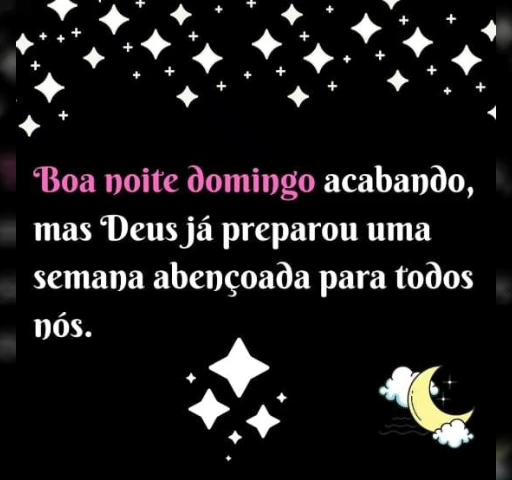 Boa noite domingo acabando,
mas Deus já preparou uma
semana abençoada para todos
nós.